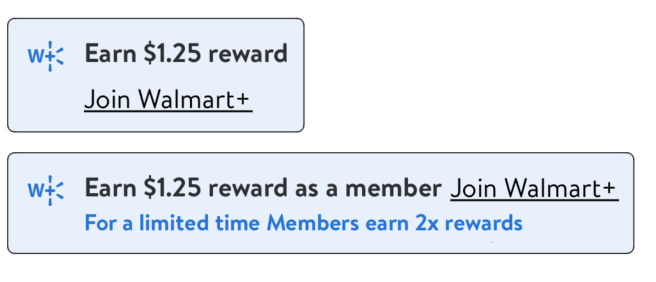 w+ Earn $1.25 reward
Join Walmart+
w+ Earn $1.25 reward as a member Join Walmart+
For a limited time Members earn 2x rewards